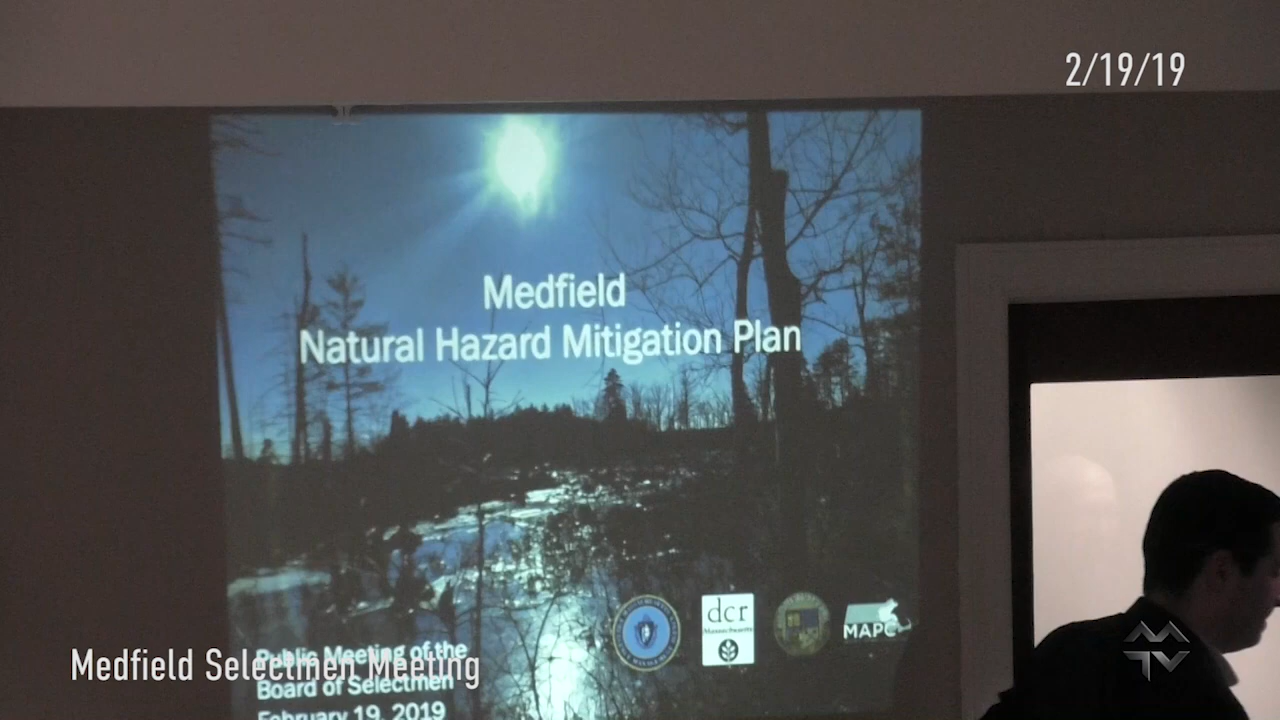 2/19/19
Medfield
Natural Hazard Mitigation Plan
dcr
Massachusetts
MAPC
Public Meeting of the
Medfield Selectmen Meeting
Board of Selectmen
February 19, 2019